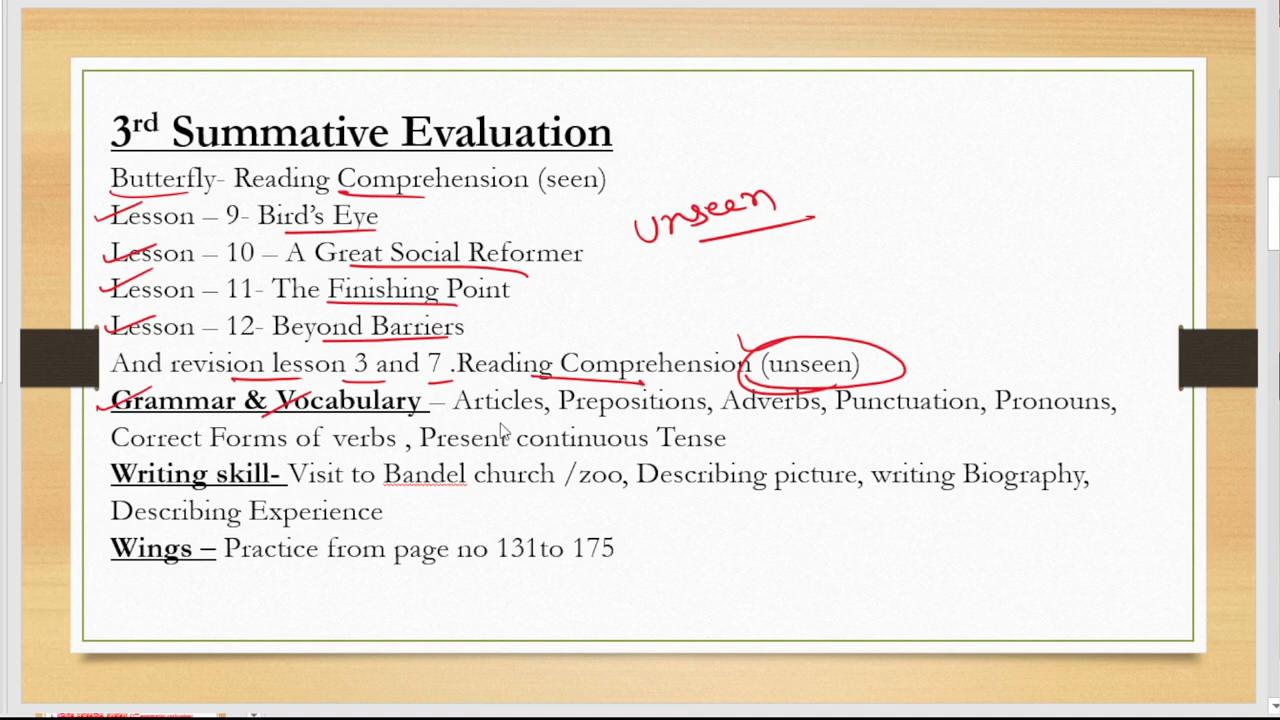 3rd Summative Evaluation
Butterfly- Reading Comprehension (seen)
Lesson – 9- Bird's Eye
unseen
Lesson – 10 – A Great Social Reformer
Lesson – 11- The Finishing Point
Lesson – 12- Beyond Barriers
And revision lesson 3 and 7 .Reading Comprehension (unseen)
Grammar & Vocabulary – Articles, Prepositions, Adverbs, Punctuation, Pronouns,
Correct Forms of verbs , Present continuous Tense
Writing skill- Visit to Bandel church /zoo, Describing picture, writing Biography,
Describing Experience
Wings – Practice from page no 131to 175